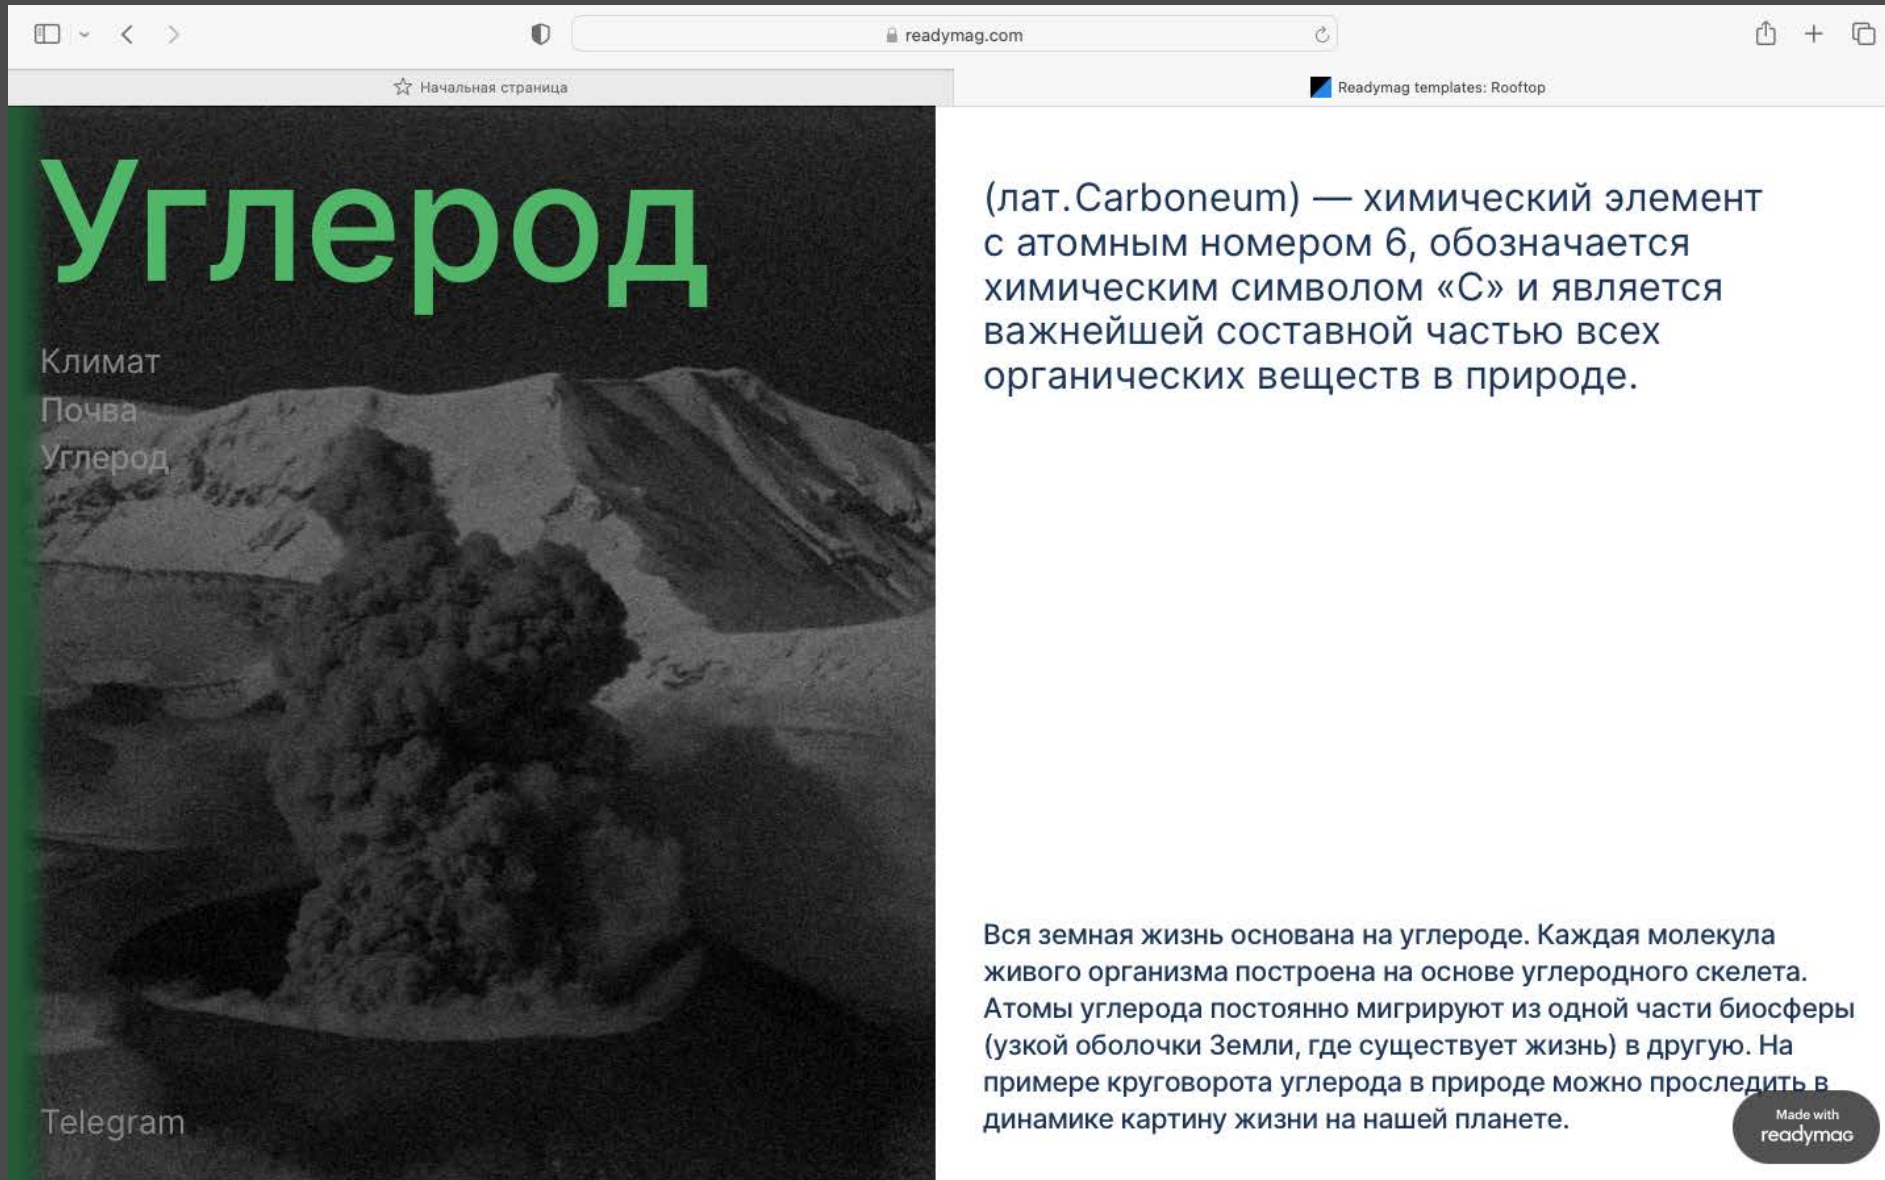 readymag.com
Начальная страница
Readymag templates: Rooftop
Углерод
Климат
Почва
Углерод
Telegram
(лат.Carboneum) — химический элемент
с атомным номером 6, обозначается
химическим символом «С» и является
важнейшей составной частью всех
органических веществ в природе.
Вся земная жизнь основана на углероде. Каждая молекула
живого организма построена на основе углеродного скелета.
Атомы углерода постоянно мигрируют из одной части биосферы
(узкой оболочки Земли, где существует жизнь) в другую. На
примере круговорота углерода в природе можно проследить в
динамике картину жизни на нашей планете.
Made with
readymag